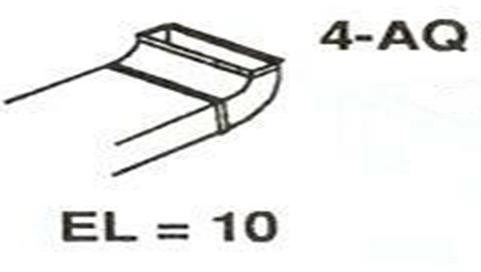 4-AQ
EL = 10